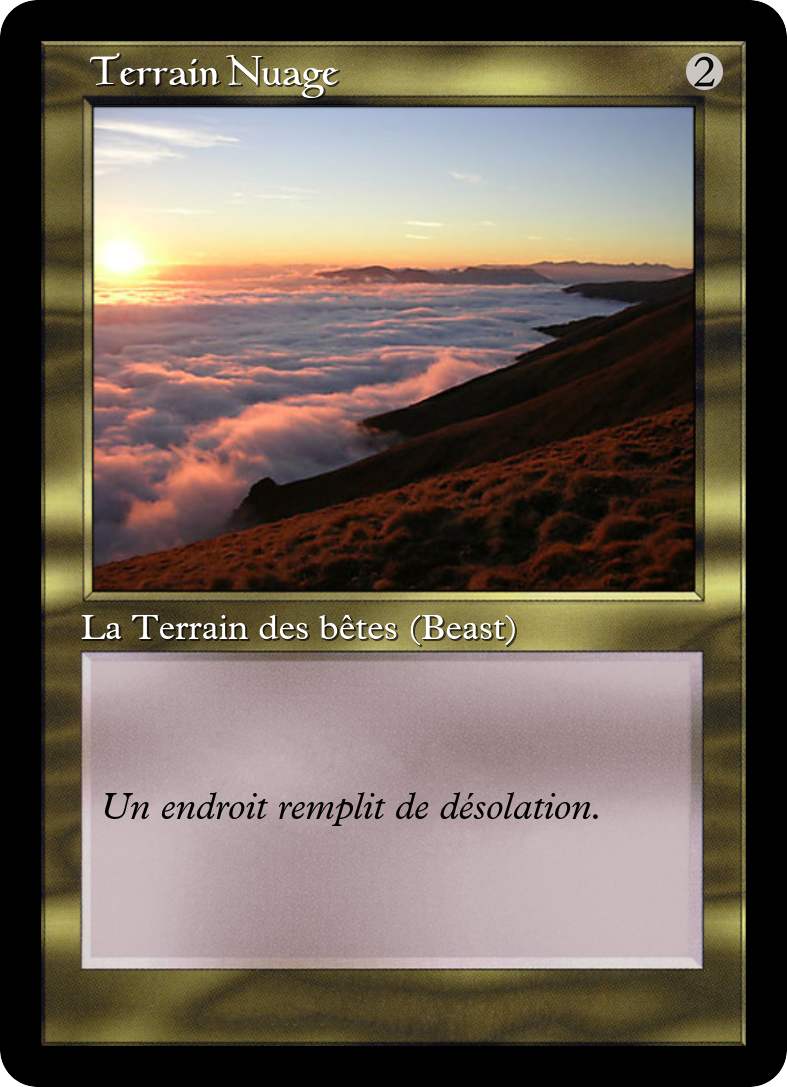 Terrain Nuage
2
La Terrain des bêtes (Beast)
Un endroit remplit de désolation.